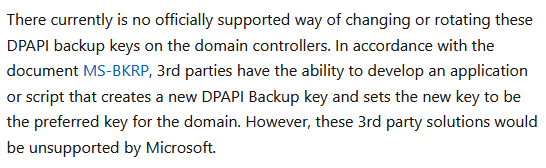 There currently is no officially supported way of changing or rotating these
DPAPI backup keys on the domain controllers. In accordance with the
document MS-BKRP, 3rd parties have the ability to develop an application
or script that creates a new DPAPI Backup key and sets the new key to be
the preferred key for the domain. However, these 3rd party solutions would
be unsupported by Microsoft.